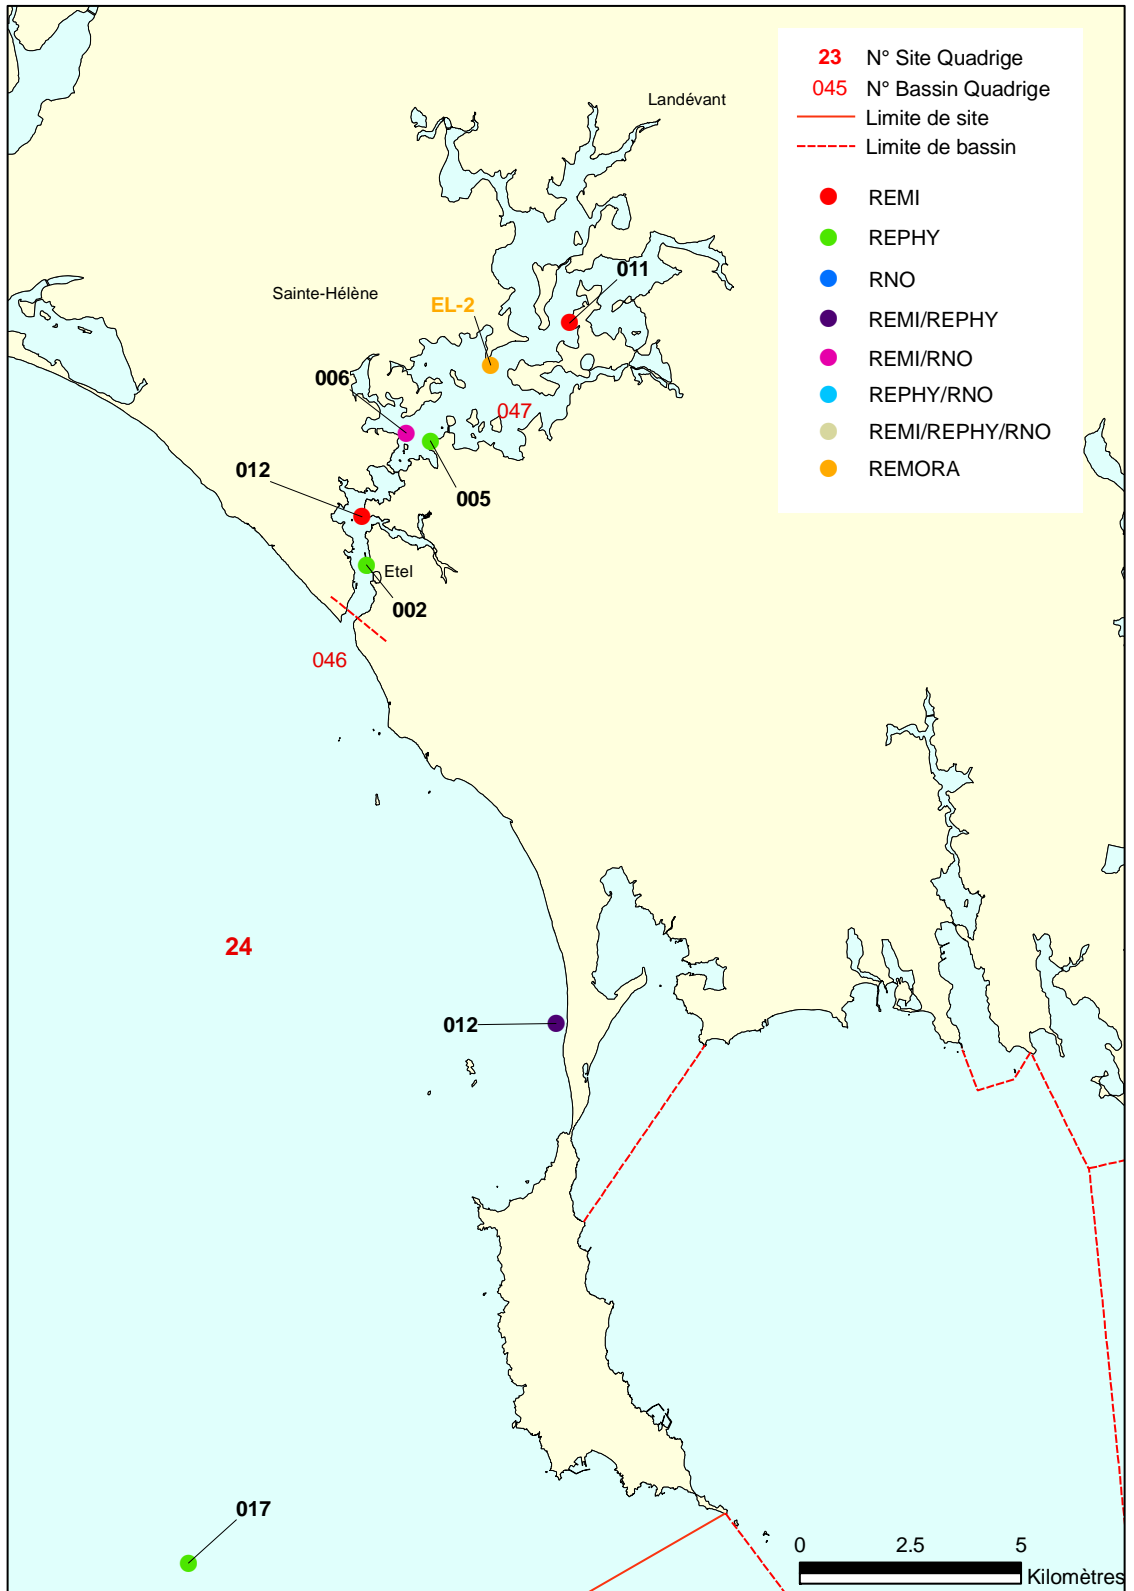 23 N° Site Quadrige
045 N° Bassin Quadrige
Limite de site
Limite de bassin
REMI
REPHY
RNO
REMI/REPHY
REMI/RNO
REPHY/RNO
REMI/REPHY/RNO
REMORA
Landévant
011
Sainte-Hélène
EL-2
006
047
012
005
Etel
002
046
24
012
017
0 2.5 5
Kilomètres